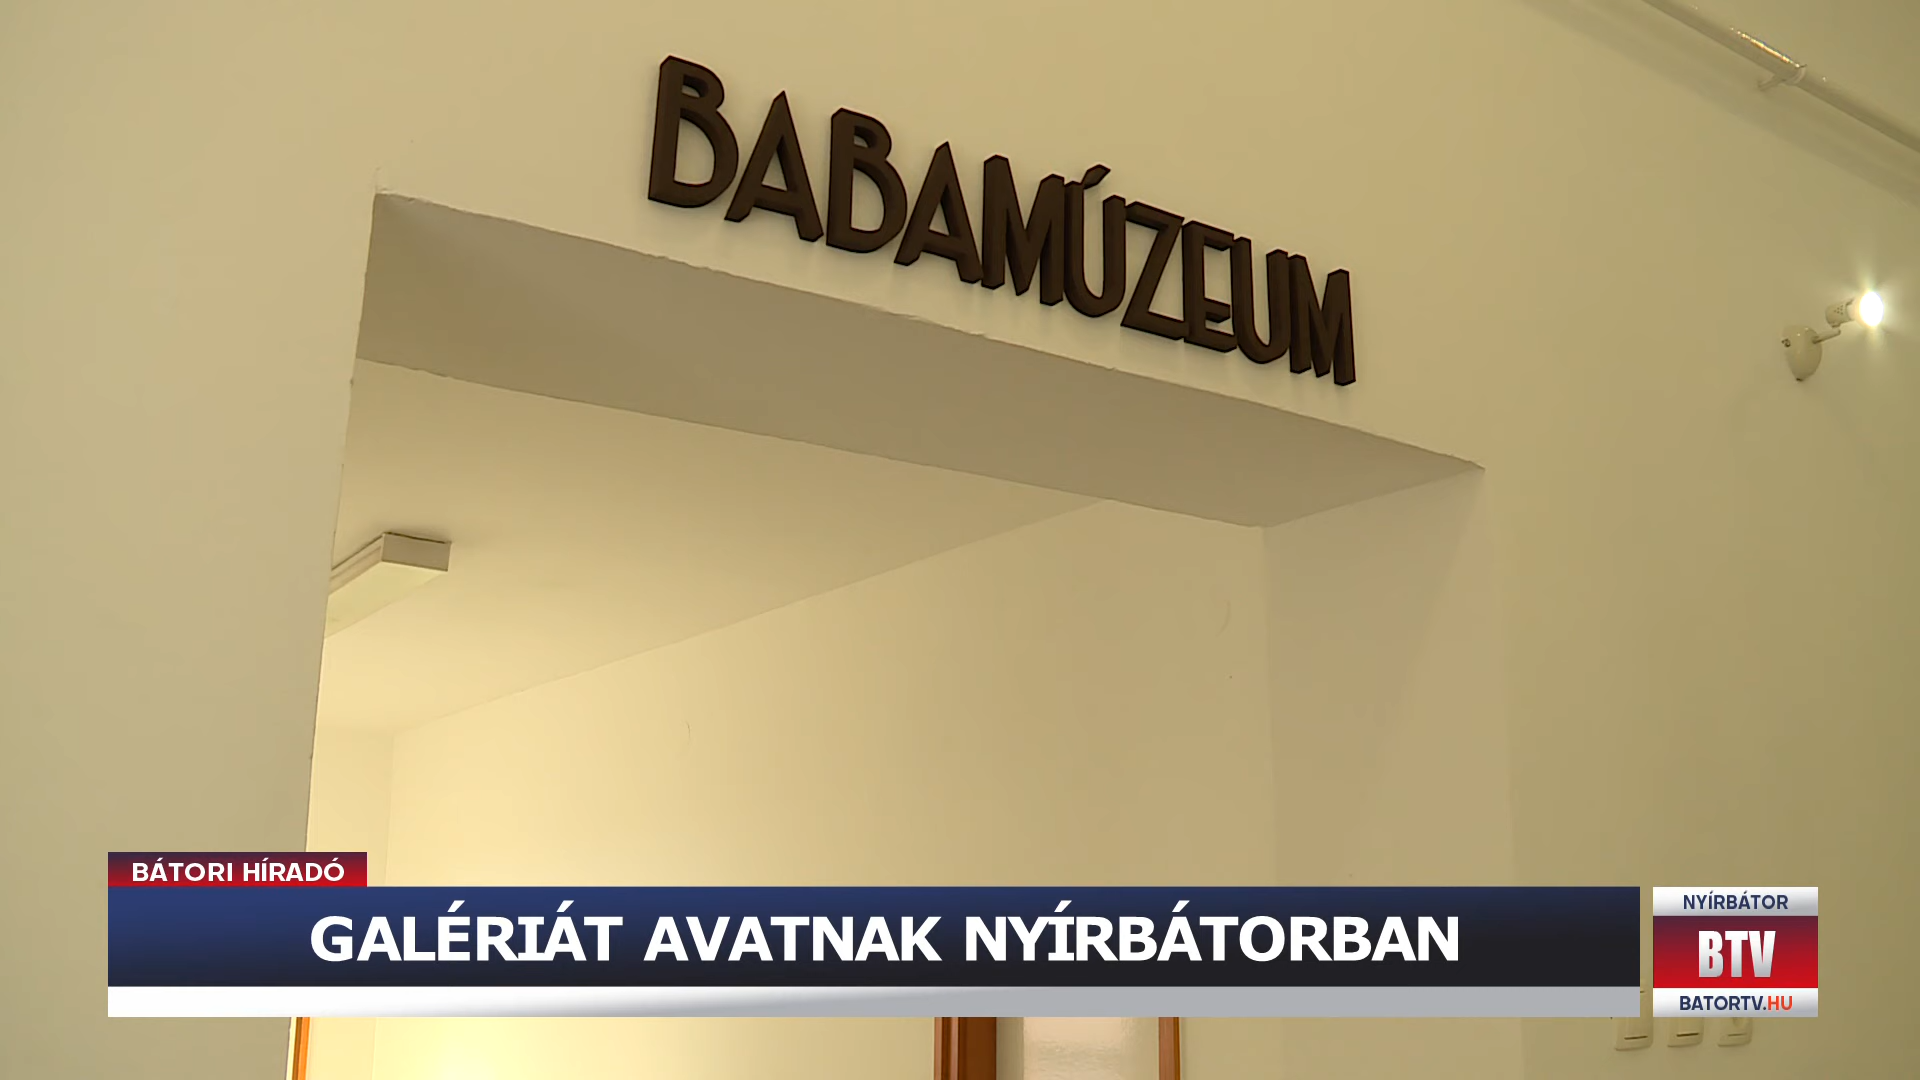 BABAMÚZEUM
BÁTORI HÍRADÓ
GALÉRIÁT AVATNAK NYÍRBÁTORBAN
NYÍRBÁTOR
BTV
BATORTV.HU